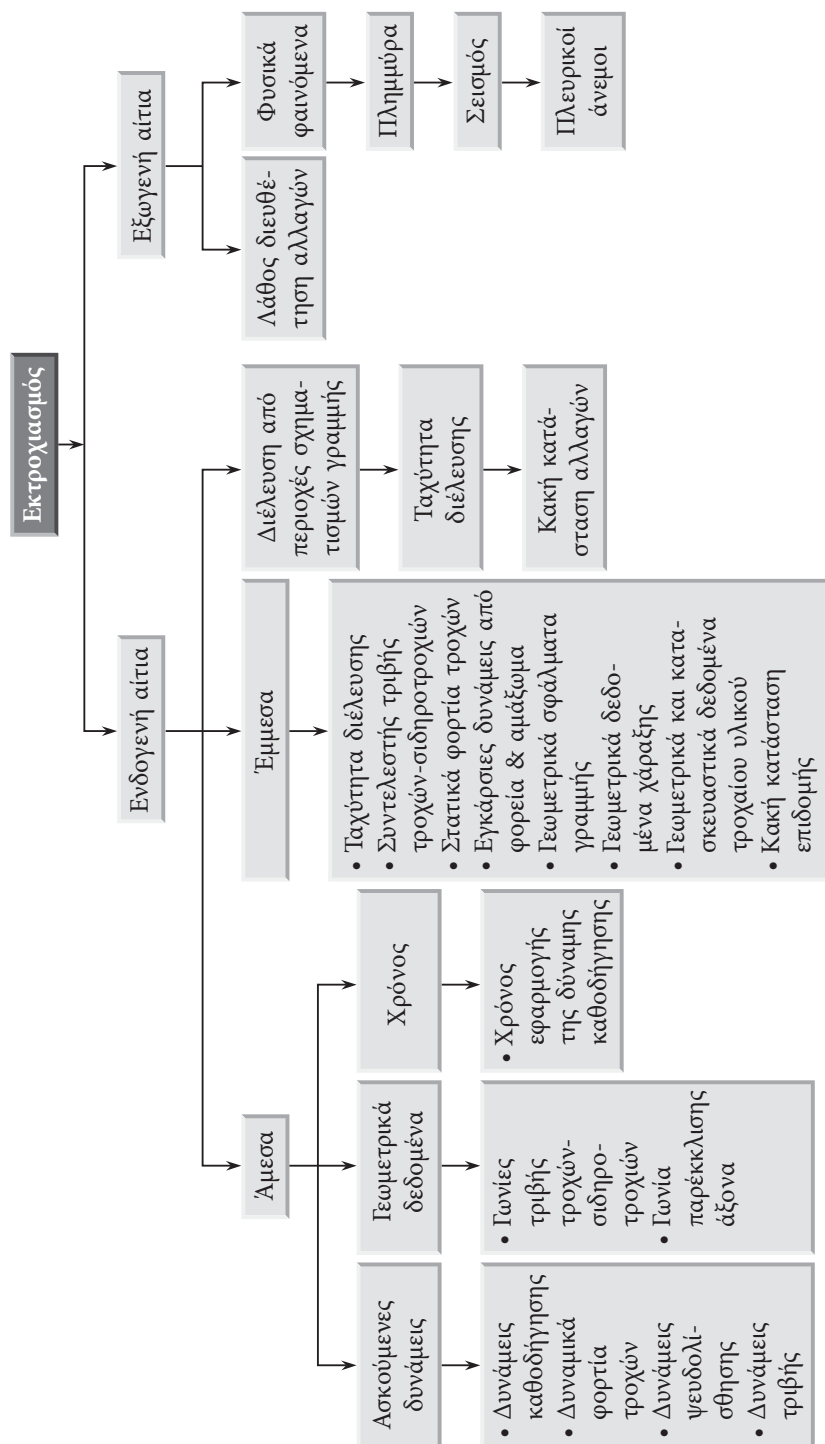 Εκτροχιασμός
Ενδογενή αίτια
Εξωγενή αίτια
Άμεσα
Έμμεσα
Διέλευση από
περιοχές σχημα-
τισμών γραμμής
Λάθος διευθέ-
τηση αλλαγών
Φυσικά
φαινόμενα
Ασκούμενες
δυνάμεις
Γεωμετρικά
δεδομένα
Χρόνος
• Ταχύτητα διέλευσης
• Συντελεστής τριβής
τροχών-σιδηροτροχιών
• Στατικά φορτία τροχών
• Εγκάρσιες δυνάμεις από
φορεία & αμάξωμα
• Γεωμετρικά σφάλματα
γραμμής
• Γεωμετρικά δεδο-
μένα χάραξης
• Γεωμετρικά και κατα-
σκευαστικά δεδομένα
τροχαίου υλικού
• Κακή κατάσταση
επιδομής
Ταχύτητα
διέλευσης
Κακή κατά-
σταση αλλαγών
Πλημμύρα
Σεισμός
Πλευρικοί
άνεμοι
• Δυνάμεις
καθοδήγησης
• Δυναμικά
φορτία
τροχών
• Δυνάμεις
ψευδολί-
σθησης
• Δυνάμεις
τριβής
• Γωνίες
τριβής
τροχών-
σιδηρο-
τροχιών
• Γωνία
παρέκκλισης
άξονα
• Χρόνος
εφαρμογής
της δύναμης
καθοδήγησης